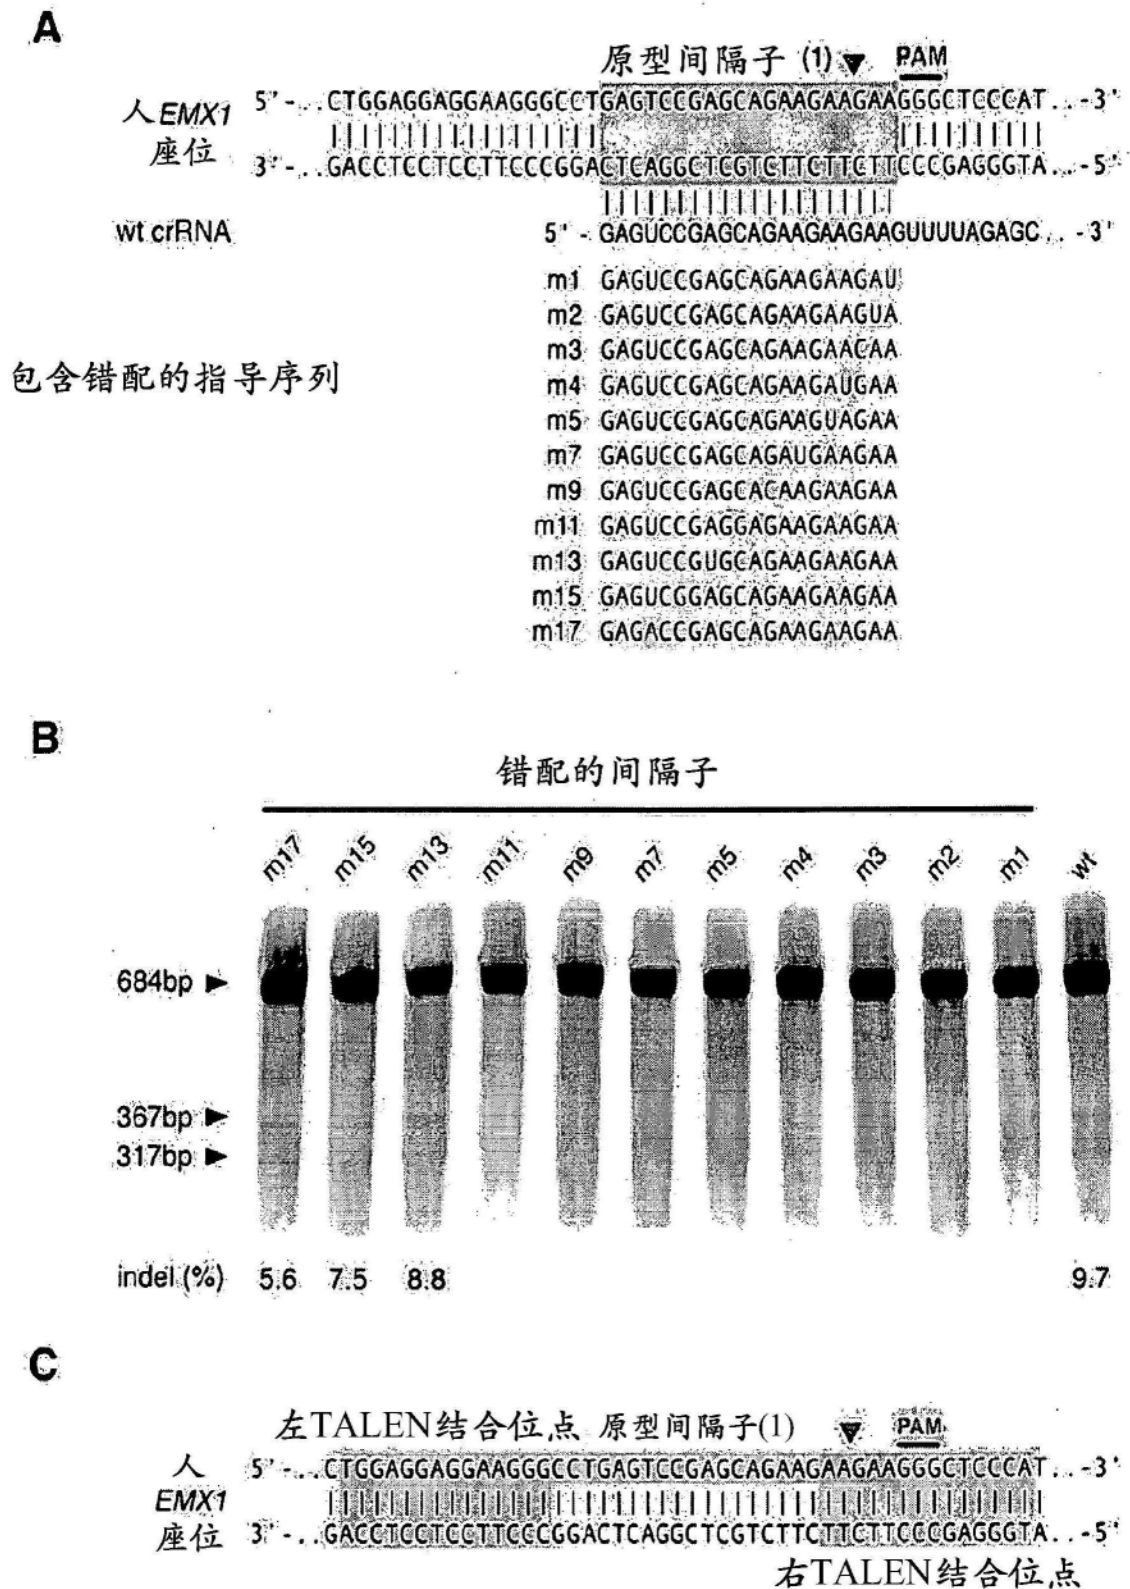 A
原型间隔子 (1) PAM
人EMX1
座位
5'-...CTGGAGGAGGAAGGGCCTGAGTCCGAGCAGAAGAAGAAGGGCTCCCAT...-3'
3'-...GACCTCCTCCTTCCCGGACTCAGGCTCGTCTTCTTCTTCCCGAGGGTA...-5'
wt crRNA 5'-GAGUCCGAGCAGAAGAAGAAGUUUUAGAGC...-3'
m1 GAGUCCGAGCAGAAGAAGAU
m2 GAGUCCGAGCAGAAGAAGUA
m3 GAGUCCGAGCAGAAGAACAA
m4 GAGUCCGAGCAGAAGAUGAA
包含错配的指导序列
m5 GAGUCCGAGCAGAAGUAGAA
m7 GAGUCCGAGCAGAUGAAGAA
m9 GAGUCCGAGCACAAGAAGAA
m11 GAGUCCGAGGAGAAGAAGAA
m13 GAGUCCGUGCAGAAGAAGAA
m15 GAGUCGGAGCAGAAGAAGAA
m17 GAGACCGAGCAGAAGAAGAA
B
错配的间隔子
m17 m15 m13 m11 m9 m7 m5 m4 m3 m2 m1 wt
684bp
367bp
317bp
indel (%) 5.6 7.5 8.8 9.7
C
左TALEN结合位点 原型间隔子(1) PAM
人
EMX1
座位
5'-...CTGGAGGAGGAAGGGCCTGAGTCCGAGCAGAAGAAGAAGGGCTCCCAT...-3'
3'-...GACCTCCTCCTTCCCGGACTCAGGCTCGTCTTCTTCTTCCCGAGGGTA...-5'
右TALEN结合位点